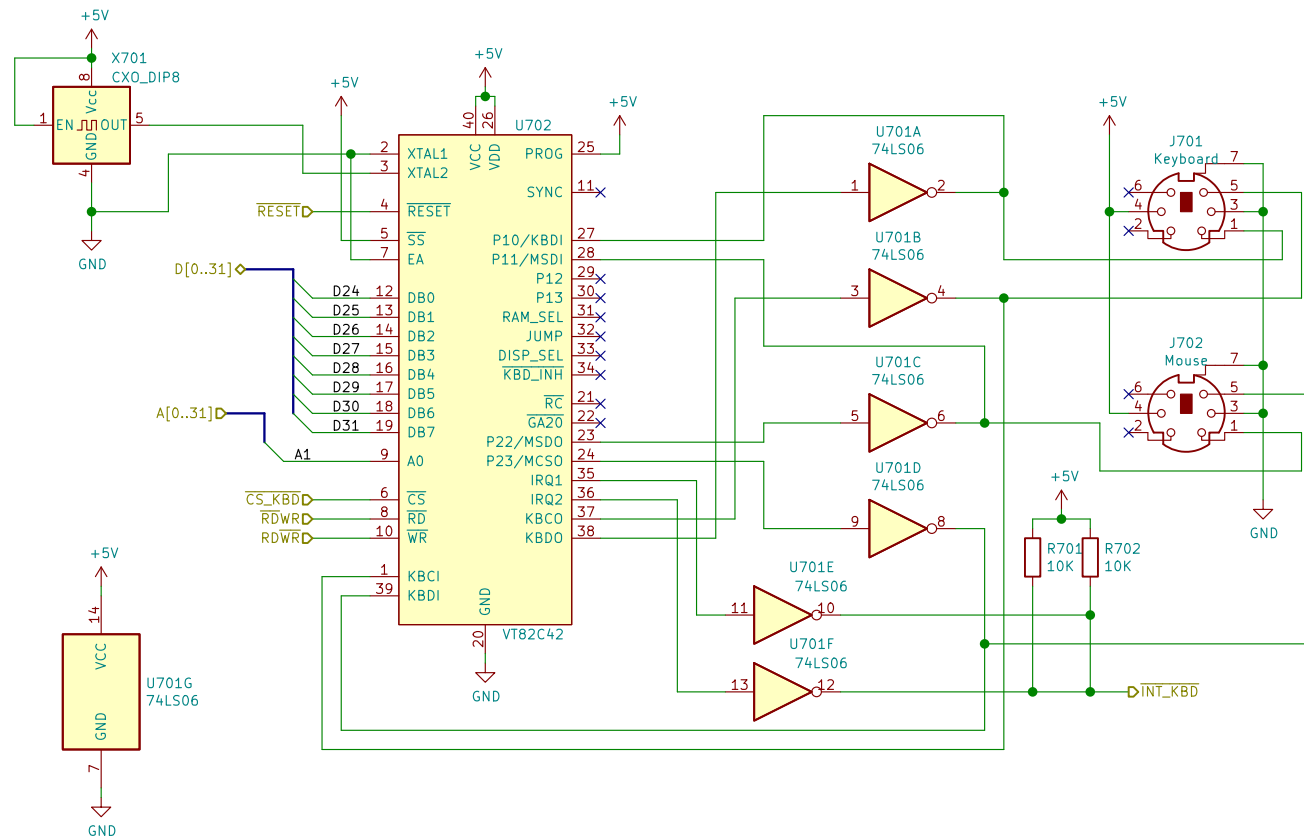 +5V
X701
CXO_DIP8
8
Vcc
1
EN
OUT
5
GND
4
GND
+5V
+5V
+5V
U702
40
26
VCC
VDD
2
XTAL1
3
XTAL2
4
RESET
5
SS
7
EA
12
DB0
13
DB1
14
DB2
15
DB3
16
DB4
17
DB5
18
DB6
19
DB7
9
A0
6
CS
8
RD
10
WR
1
KBCI
39
KBDI
PROG
25
SYNC
11
P10/KBDI
27
P11/MSDI
28
P12
29
P13
30
RAM_SEL
31
JUMP
32
DISP_SEL
33
KBD_INH
34
RC
21
GA20
22
P22/MSDO
23
P23/MCSO
24
IRQ1
35
IRQ2
36
KBCO
37
KBDO
38
GND
20
VT82C42
GND
RESET
D[0..31]
D24
D25
D26
D27
D28
D29
D30
D31
A[0..31]
A1
CS_KBD
RDWR
RDWR
+5V
14
VCC
U701G
74LS06
GND
7
GND
U701A
74LS06
1
2
U701B
74LS06
3
4
U701C
74LS06
5
6
U701D
74LS06
9
8
U701E
74LS06
11
10
U701F
74LS06
13
12
+5V
J701
Keyboard
7
6
5
4
3
2
1
J702
Mouse
7
6
5
4
3
2
1
+5V
R701
10K
R702
10K
GND
INT_KBD